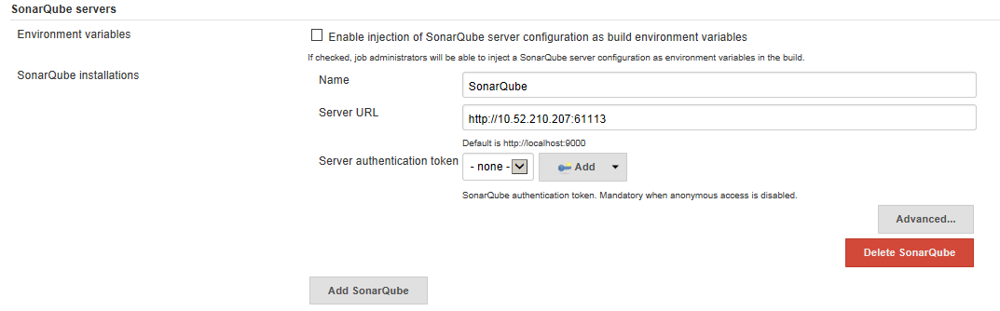 SonarQube servers
Environment variables
Enable injection of SonarQube server configuration as build environment variables
If checked, job administrators will be able to inject a SonarQube server configuration as environment variables in the build.
SonarQube installations
Name
SonarQube
Server URL
http://10.52.210.207:61113
Default is http://localhost:9000
Server authentication token
- none -
Add
SonarQube authentication token. Mandatory when anonymous access is disabled.
Advanced...
Delete SonarQube
Add SonarQube